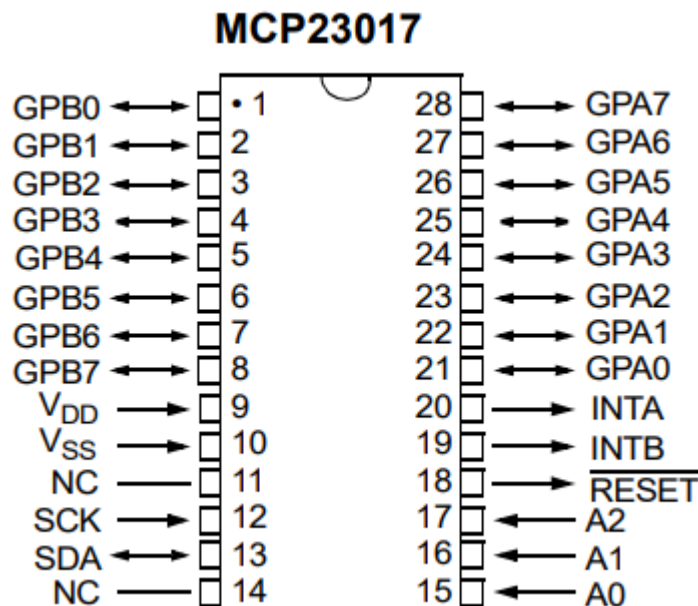 MCP23017
GPB0 • 1 28 GPA7
GPB1 2 27 GPA6
GPB2 3 26 GPA5
GPB3 4 25 GPA4
GPB4 5 24 GPA3
GPB5 6 23 GPA2
GPB6 7 22 GPA1
GPB7 8 21 GPA0
VDD 9 20 INTA
VSS 10 19 INTB
NC 11 18 RESET
SCK 12 17 A2
SDA 13 16 A1
NC 14 15 A0